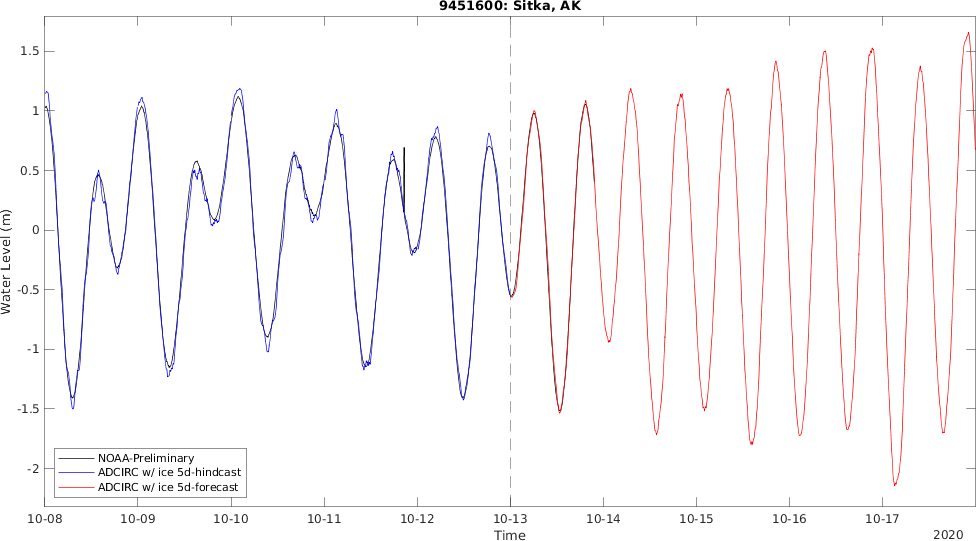 9451600: Sitka, AK
Water Level (m)
1.5
1
0.5
0
-0.5
-1
-1.5
-2
NOAA-Preliminary
ADCIRC w/ ice 5d-hindcast
ADCIRC w/ ice 5d-forecast
10-08 10-09 10-10 10-11 10-12 10-13 10-14 10-15 10-16 10-17
Time
2020